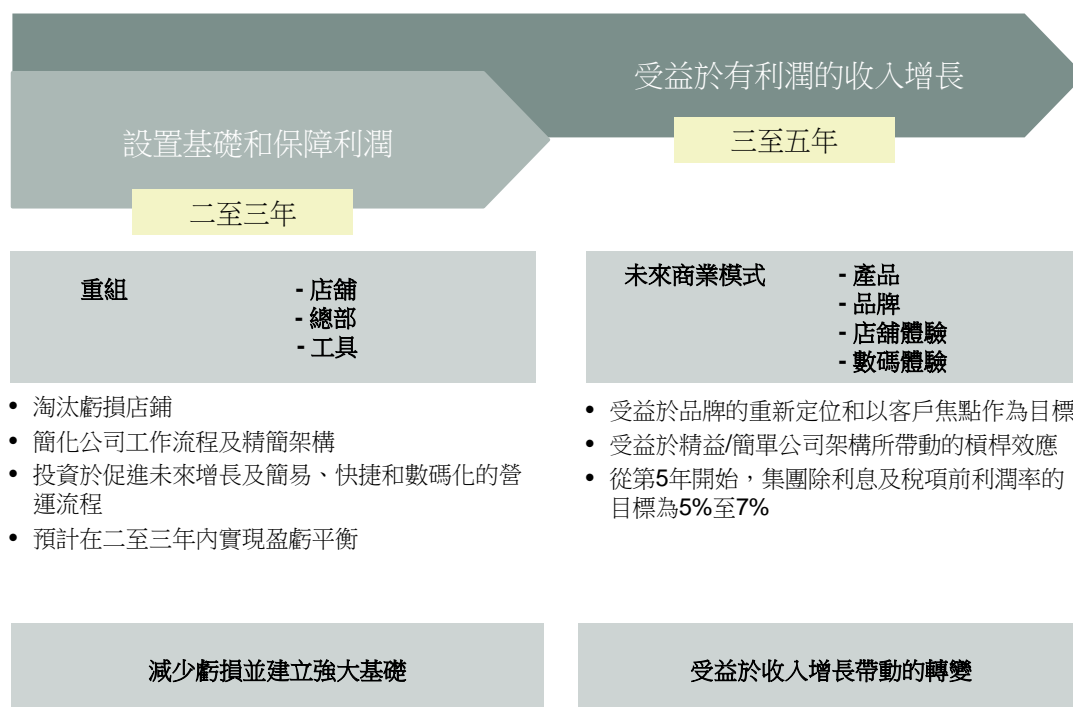 受益於有利潤的收入增長
三至五年
設置基礎和保障利潤
二至三年
重組
- 店舖
- 總部
- 工具
• 淘汰虧損店鋪
• 簡化公司工作流程及精簡架構
• 投資於促進未來增長及簡易、快捷和數碼化的營
運流程
• 預計在二至三年內實現盈虧平衡
減少虧損並建立強大基礎
未來商業模式
- 產品
- 品牌
- 店舖體驗
- 數碼體驗
• 受益於品牌的重新定位和以客戶焦點作為目標
• 受益於精益/簡單公司架構所帶動的槓桿效應
• 從第5年開始，集團除利息及稅項前利潤率的
目標為5%至7%
受益於收入增長帶動的轉變